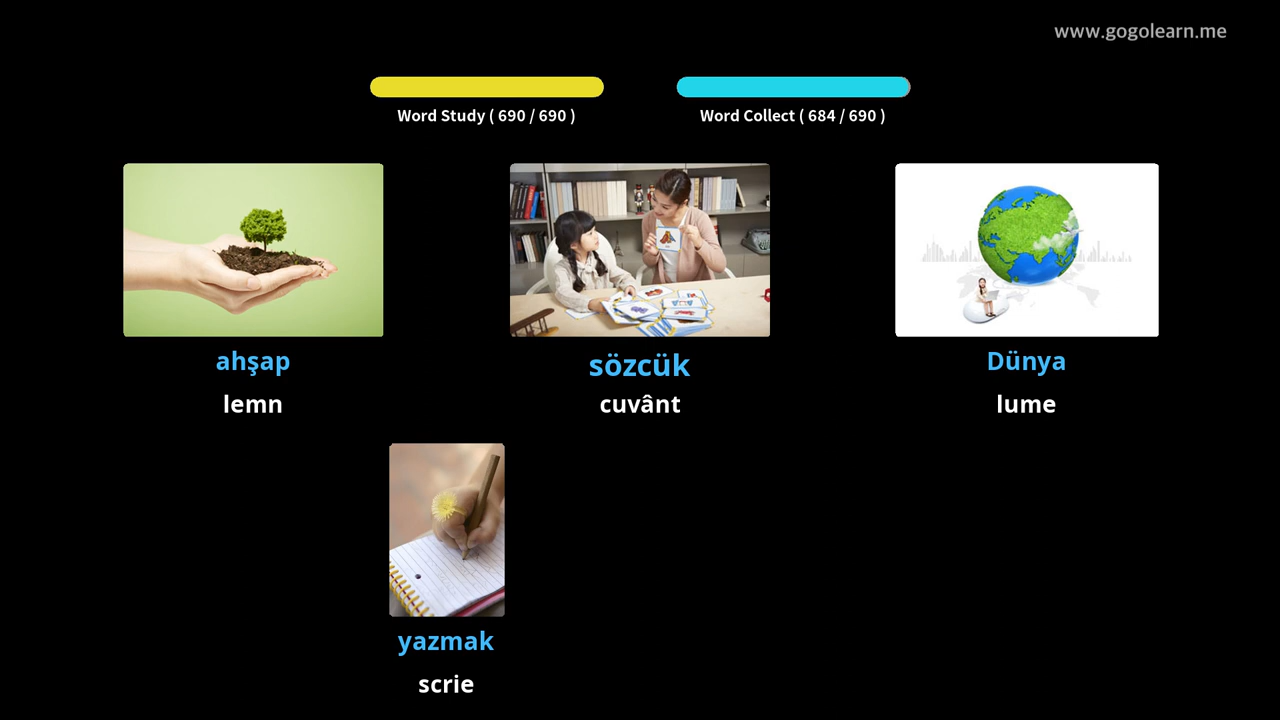 www.gogolearn.me
Word Study ( 690 / 690 )
Word Collect ( 684 / 690 )
ahşap
sözcük
Dünya
lemn
cuvânt
lume
yazmak
scrie